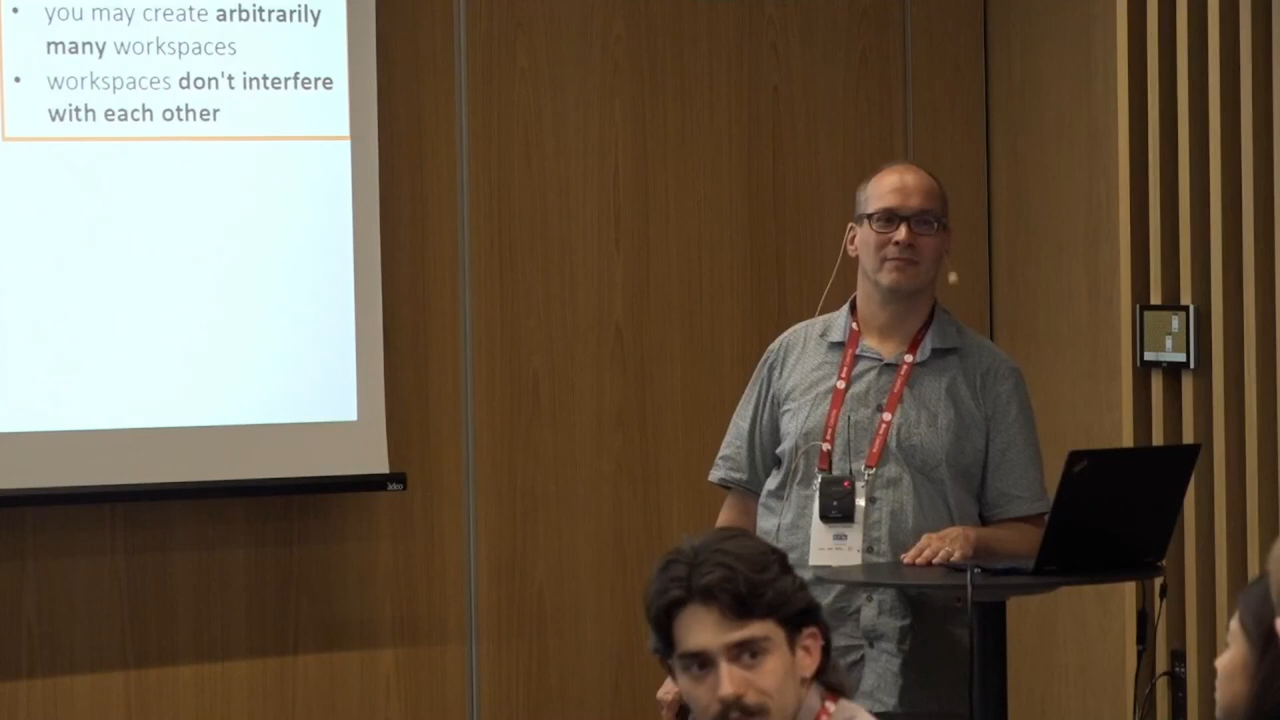 • you may create arbitrarily
many workspaces
• workspaces don't interfere
with each other